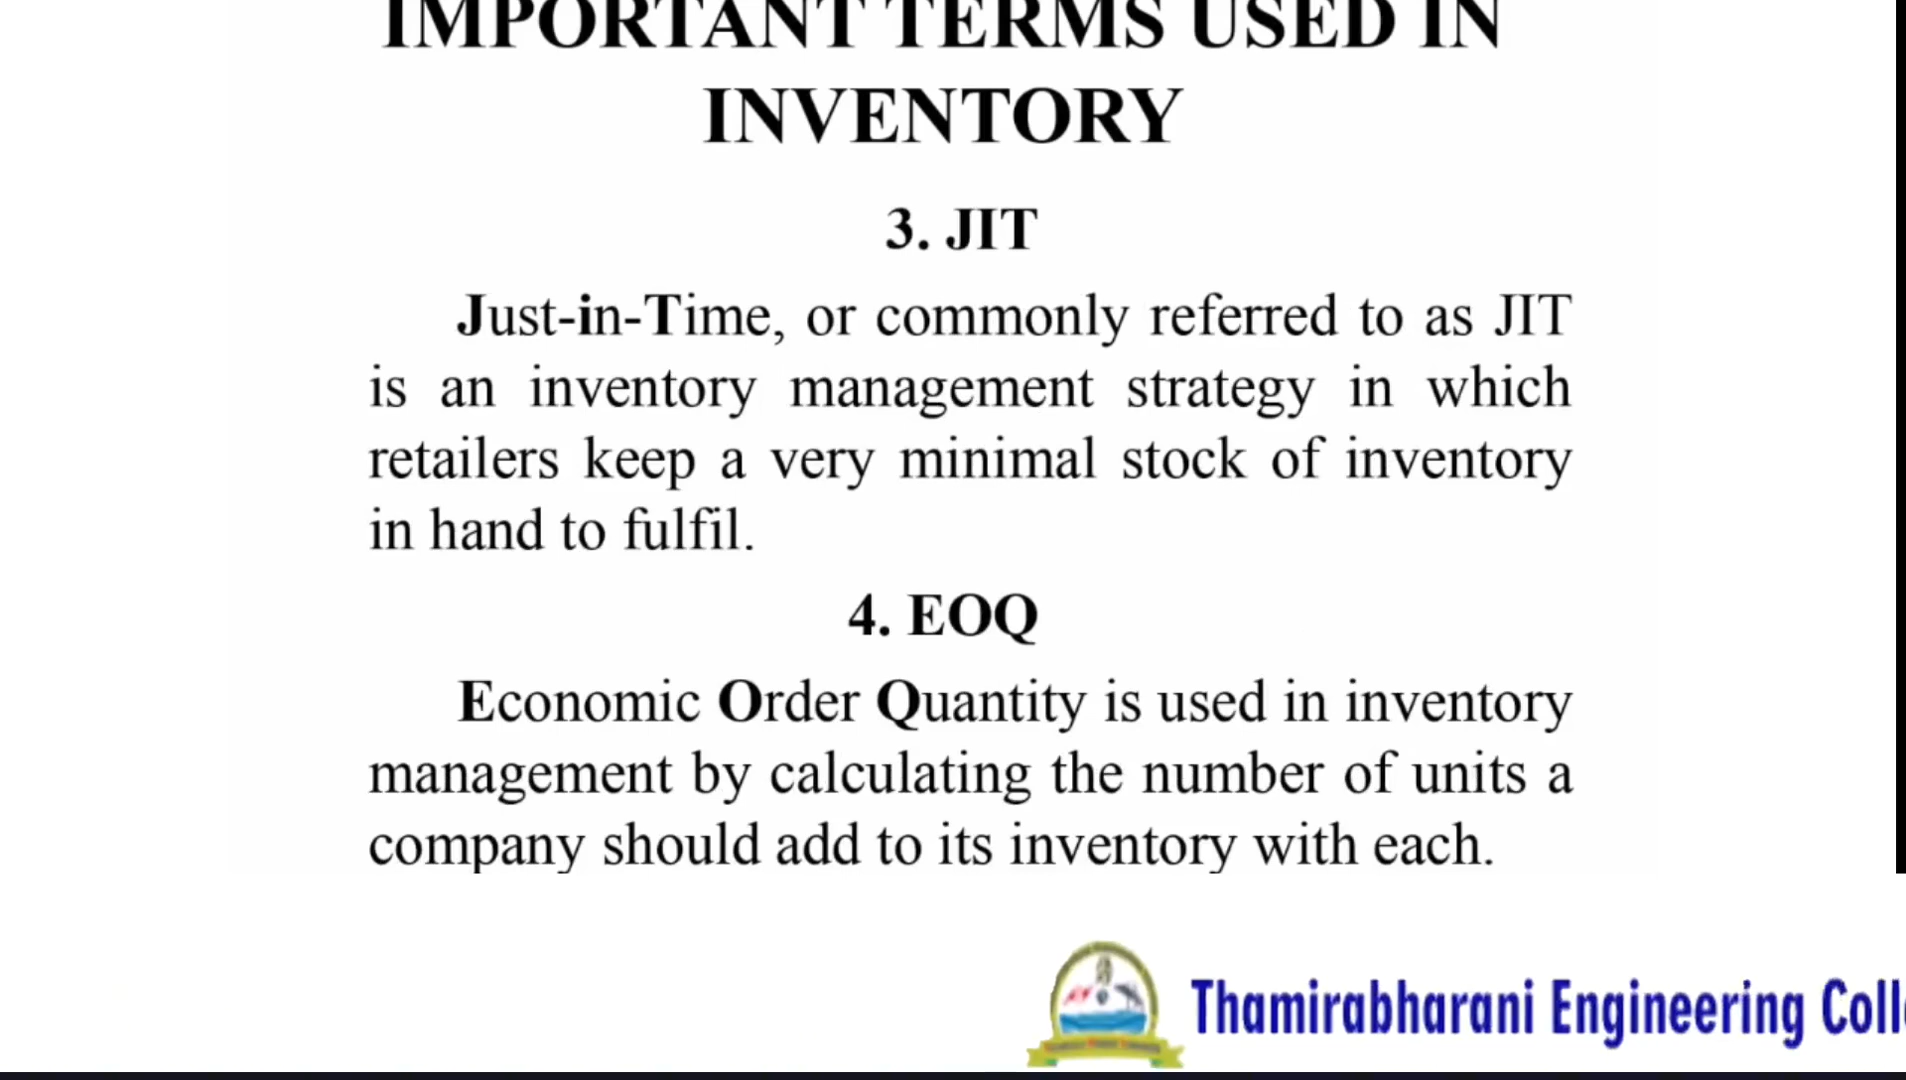 IMPORTANT TERMS USED IN
INVENTORY
3. JIT
Just-in-Time, or commonly referred to as JIT
is an inventory management strategy in which
retailers keep a very minimal stock of inventory
in hand to fulfil.
4. EOQ
Economic Order Quantity is used in inventory
management by calculating the number of units a
company should add to its inventory with each.
Thamirabharani Engineering Coll